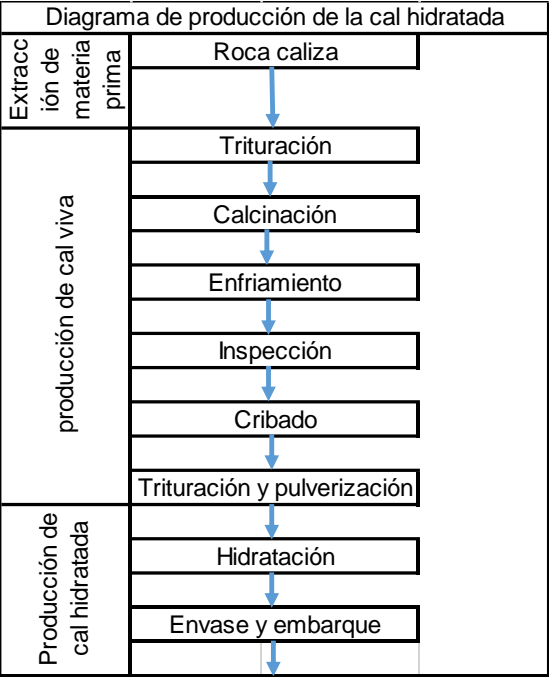 Diagrama de producción de la cal hidratada
Extracc
ión de
materia
prima
Roca caliza
producción de cal viva
Trituración
Calcinación
Enfriamiento
Inspección
Cribado
Trituración y pulverización
Producción de
cal hidratada
Hidratación
Envase y embarque